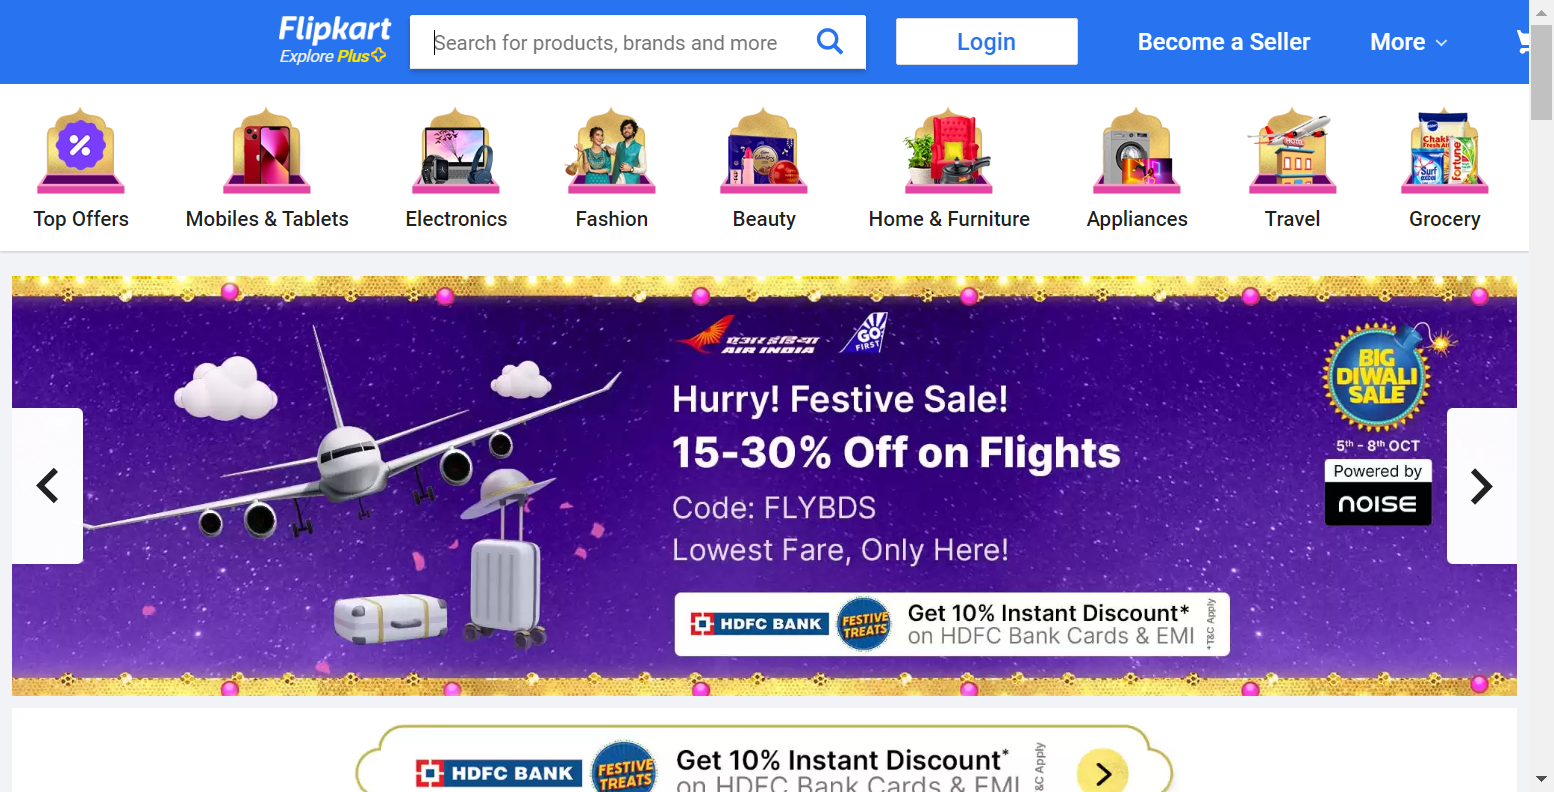 Flipkart
Explore Plus
Search for products, brands and more
Login
Become a Seller
More
Top Offers
Mobiles & Tablets
Electronics
Fashion
Beauty
Home & Furniture
Appliances
Travel
Grocery
HOTEL
Surf excel
fortune
एअर इंडिया
AIR INDIA
GO FIRST
Hurry! Festive Sale!
15-30% Off on Flights
Code: FLYBDS
Lowest Fare, Only Here!
BIG
DIWALI
SALE
5th - 8th OCT
Powered by
NOISE
HDFC BANK
FESTIVE
TREATS
Get 10% Instant Discount*
on HDFC Bank Cards & EMI
*T&C Apply
HDFC BANK
FESTIVE
TREATS
Get 10% Instant Discount*
on HDFC Bank Cards & EMI
&C Apply